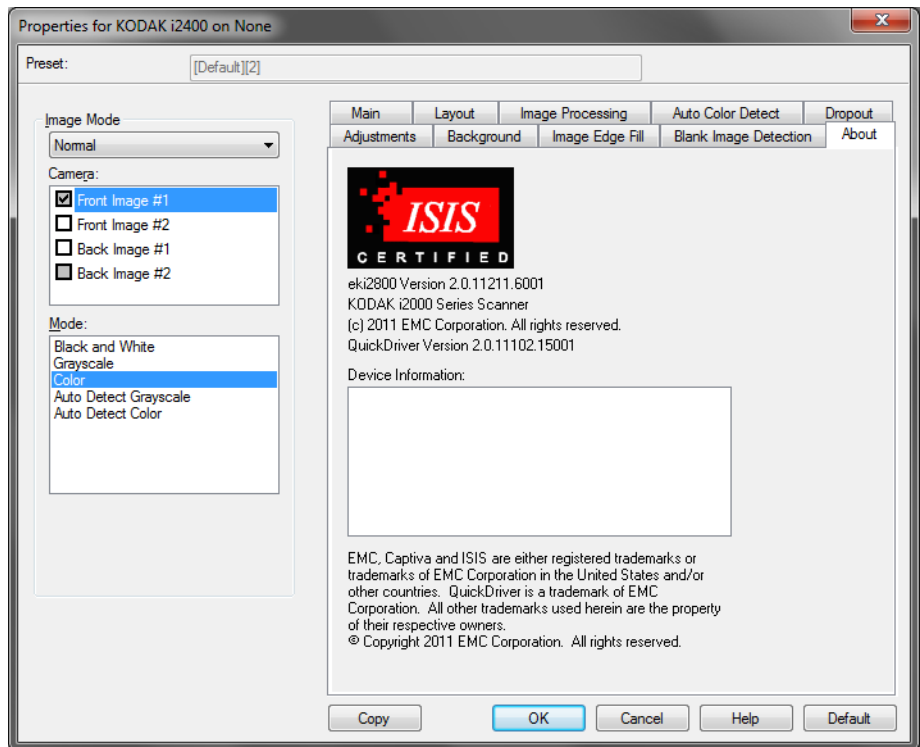 Properties for KODAK i2400 on None
Preset:
[Default][2]
Image Mode
Normal
Camera:
Front Image #1
Front Image #2
Back Image #1
Back Image #2
Mode:
Black and White
Grayscale
Color
Auto Detect Grayscale
Auto Detect Color
Main Layout Image Processing Auto Color Detect Dropout
Adjustments Background Image Edge Fill Blank Image Detection About
ISIS
CERTIFIED
eki2800 Version 2.0.11211.6001
KODAK i2000 Series Scanner
(c) 2011 EMC Corporation. All rights reserved.
QuickDriver Version 2.0.11102.15001
Device Information:
EMC, Captiva and ISIS are either registered trademarks or
trademarks of EMC Corporation in the United States and/or
other countries. QuickDriver is a trademark of EMC
Corporation. All other trademarks used herein are the property
of their respective owners.
© Copyright 2011 EMC Corporation. All rights reserved.
Copy OK Cancel Help Default